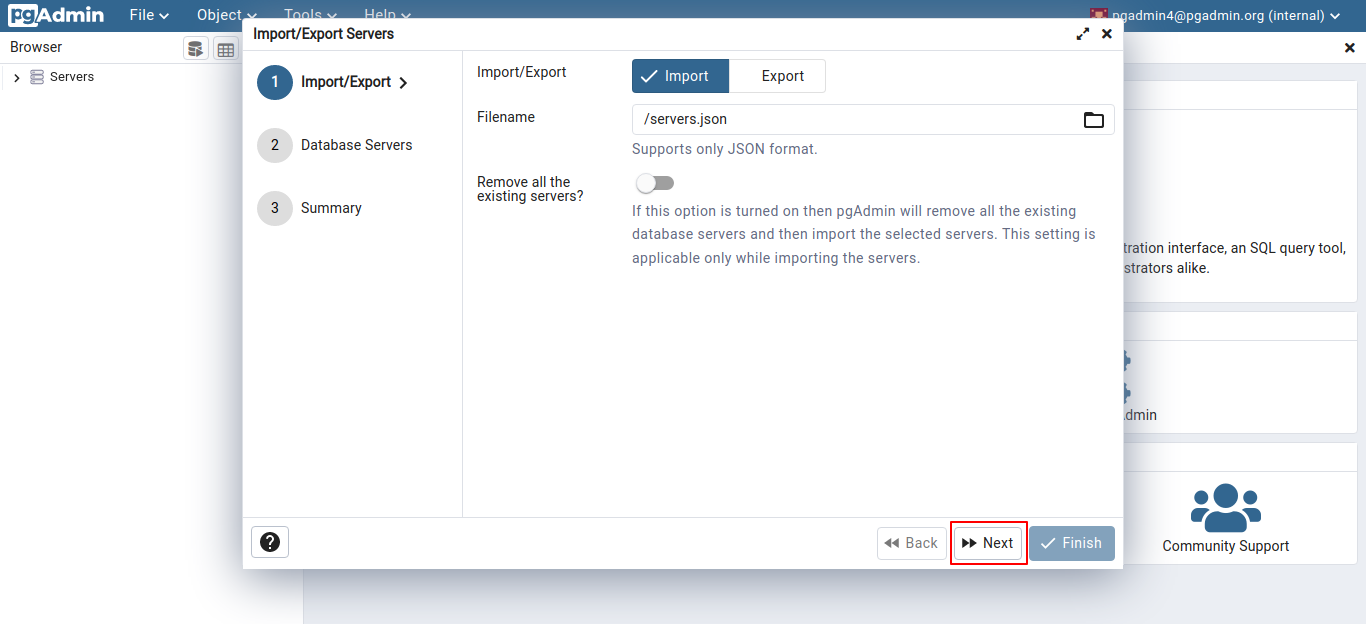 pgAdmin File Object Tools Help pgadmin4@pgadmin.org (internal)
Browser
Servers
Import/Export Servers
1 Import/Export
2 Database Servers
3 Summary
Import/Export Import Export
Filename /servers.json
Supports only JSON format.
Remove all the
existing servers?
If this option is turned on then pgAdmin will remove all the existing
database servers and then import the selected servers. This setting is
applicable only while importing the servers.
? Back Next Finish
tration interface, an SQL query tool,
strators alike.
dmin
Community Support